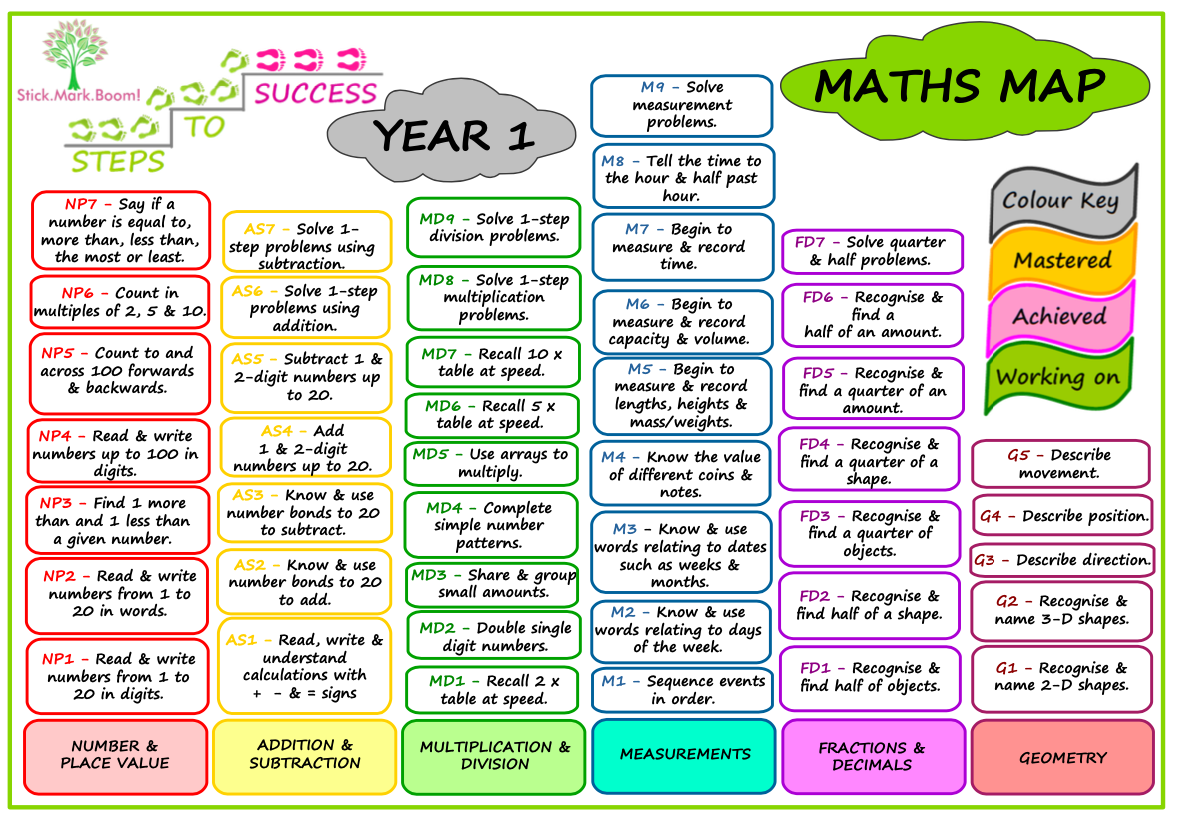 Stick.Mark.Boom!
STEPS
TO
SUCCESS
YEAR 1
MATHS MAP
Colour Key
Mastered
Achieved
Working on
NP7 - Say if a
number is equal to,
more than, less than,
the most or least.
NP6 - Count in
multiples of 2, 5 & 10.
NP5 - Count to and
across 100 forwards
& backwards.
NP4 - Read & write
numbers up to 100 in
digits.
NP3 - Find 1 more
than and 1 less than
a given number.
NP2 - Read & write
numbers from 1 to
20 in words.
NP1 - Read & write
numbers from 1 to
20 in digits.
NUMBER &
PLACE VALUE
AS7 - Solve 1-
step problems using
subtraction.
AS6 - Solve 1-step
problems using
addition.
AS5 - Subtract 1 &
2-digit numbers up
to 20.
AS4 - Add
1 & 2-digit
numbers up to 20.
AS3 - Know & use
number bonds to 20
to subtract.
AS2 - Know & use
number bonds to 20
to add.
AS1 - Read, write &
understand
calculations with
+ - & = signs
ADDITION &
SUBTRACTION
MD9 - Solve 1-step
division problems.
MD8 - Solve 1-step
multiplication
problems.
MD7 - Recall 10 x
table at speed.
MD6 - Recall 5 x
table at speed.
MD5 - Use arrays to
multiply.
MD4 - Complete
simple number
patterns.
MD3 - Share & group
small amounts.
MD2 - Double single
digit numbers.
MD1 - Recall 2 x
table at speed.
MULTIPLICATION &
DIVISION
M9 - Solve
measurement
problems.
M8 - Tell the time to
the hour & half past
hour.
M7 - Begin to
measure & record
time.
M6 - Begin to
measure & record
capacity & volume.
M5 - Begin to
measure & record
lengths, heights &
mass/weights.
M4 - Know the value
of different coins &
notes.
M3 - Know & use
words relating to dates
such as weeks &
months.
M2 - Know & use
words relating to days
of the week.
M1 - Sequence events
in order.
MEASUREMENTS
FD7 - Solve quarter
& half problems.
FD6 - Recognise &
find a
half of an amount.
FD5 - Recognise &
find a quarter of an
amount.
FD4 - Recognise &
find a quarter of a
shape.
FD3 - Recognise &
find a quarter of
objects.
FD2 - Recognise &
find half of a shape.
FD1 - Recognise &
find half of objects.
FRACTIONS &
DECIMALS
G5 - Describe
movement.
G4 - Describe position.
G3 - Describe direction.
G2 - Recognise &
name 3-D shapes.
G1 - Recognise &
name 2-D shapes.
GEOMETRY